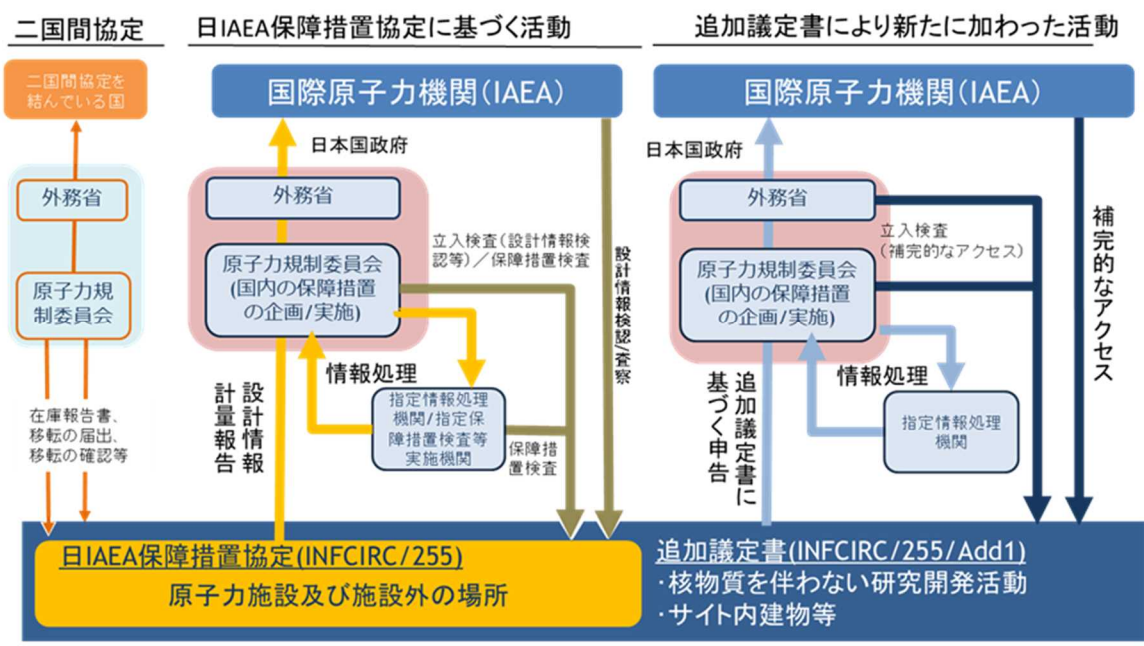 二国間協定
二国間協定を
結んでいる国
外務省
原子力規
制委員会
在庫報告書、
移転の届出、
移転の確認等
日IAEA保障措置協定に基づく活動
国際原子力機関(IAEA)
日本国政府
外務省
原子力規制委員会
(国内の保障措置
の企画/実施)
立入検査(設計情報検
認等)/保障措置検査
設計情報検認/査察
情報処理
設計情報
計量報告
指定情報処理
機関/指定保
障措置検査等
実施機関
保障措
置検査
追加議定書により新たに加わった活動
国際原子力機関(IAEA)
日本国政府
外務省
原子力規制委員会
(国内の保障措置
の企画/実施)
立入検査
(補完的なアクセス)
補完的なアクセス
情報処理
追加議定書に
基づく申告
指定情報処理
機関
日IAEA保障措置協定(INFCIRC/255)
原子力施設及び施設外の場所
追加議定書(INFCIRC/255/Add1)
・核物質を伴わない研究開発活動
・サイト内建物等